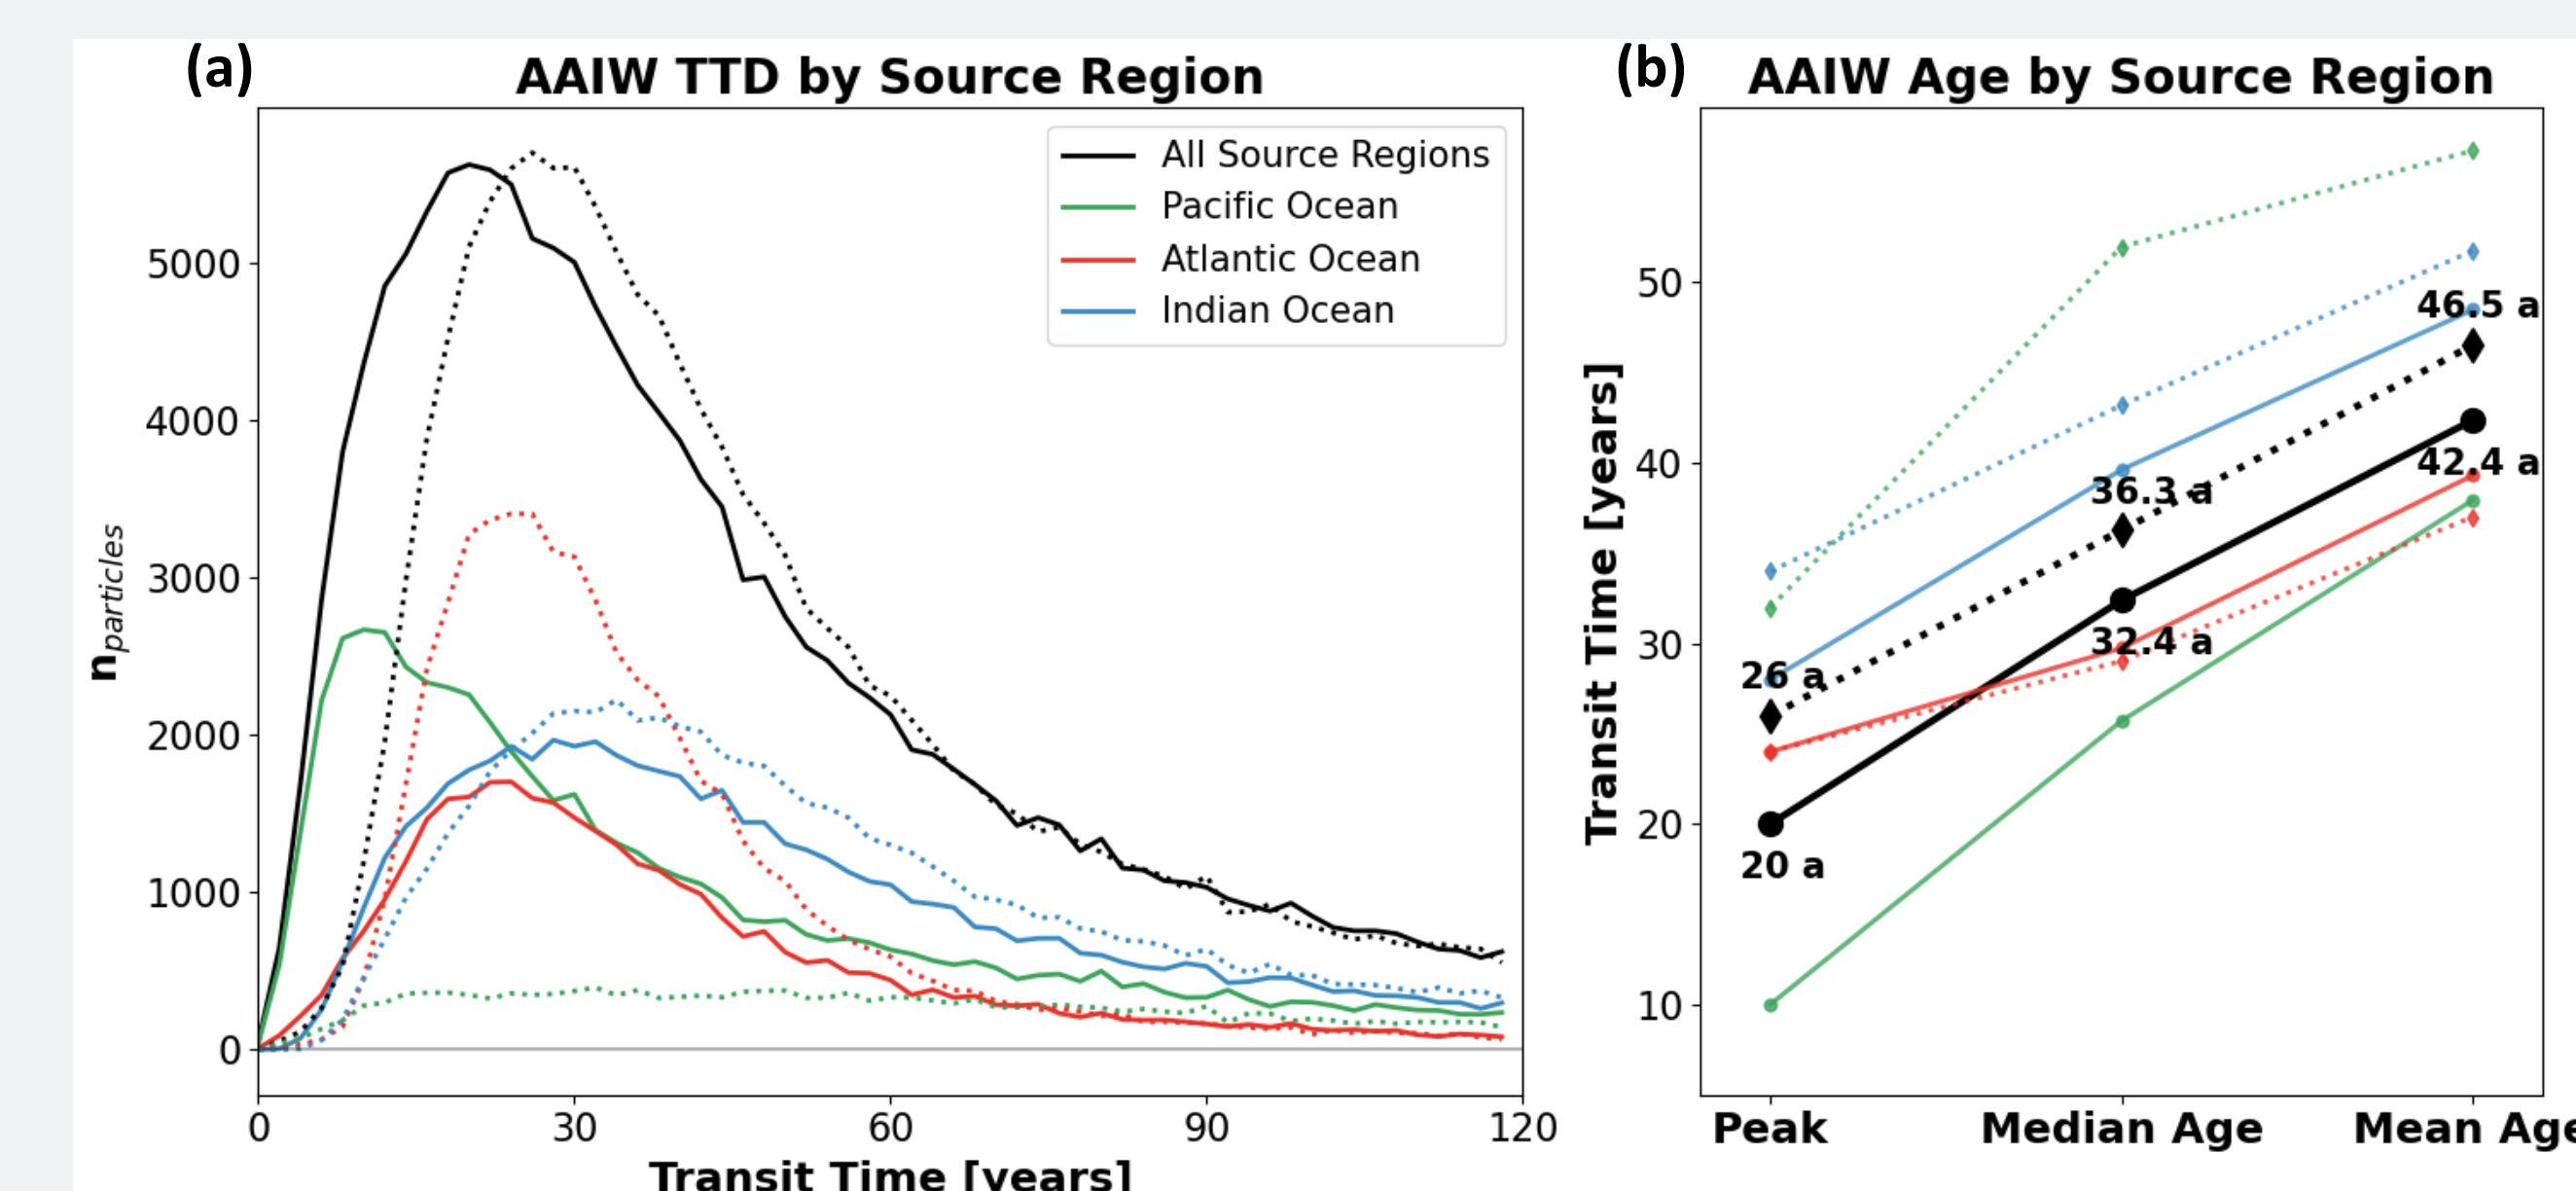 (a)
AAIW TTD by Source Region
All Source Regions
Pacific Ocean
Atlantic Ocean
Indian Ocean
n_particles
5000
4000
3000
2000
1000
0
0 30 60 90 120
Transit Time [years]
(b)
AAIW Age by Source Region
Transit Time [years]
50
40
30
20
10
46.5 a
42.4 a
36.3 a
32.4 a
26 a
20 a
Peak Median Age Mean Age